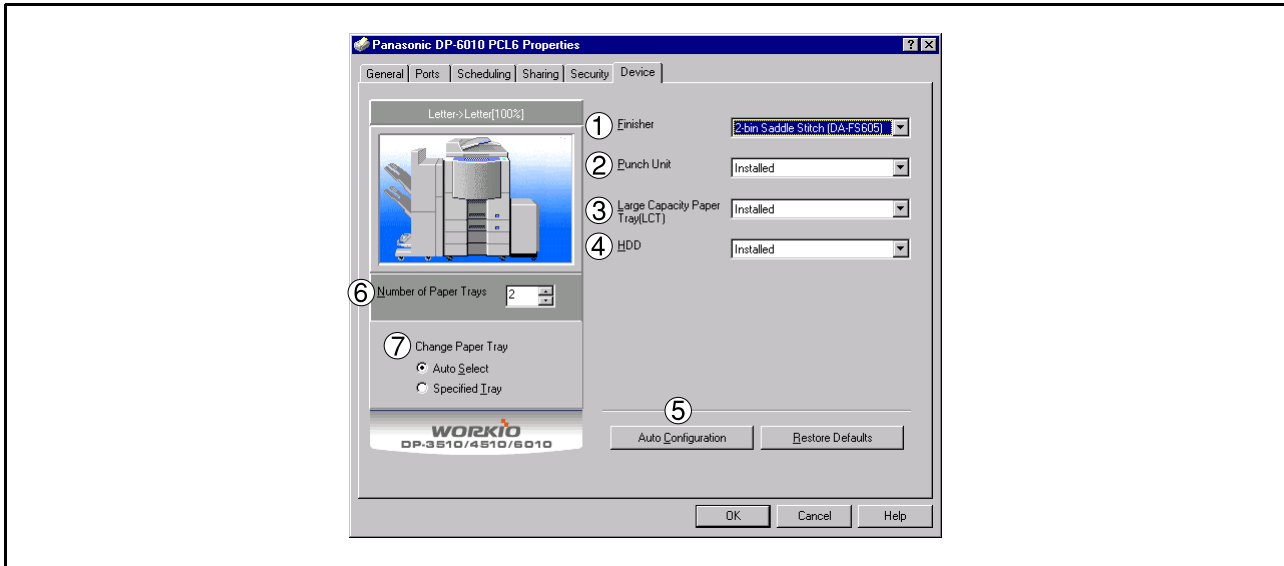 Panasonic DP-6010 PCL6 Properties
General Ports Scheduling Sharing Security Device
Letter->Letter[100%]
① Finisher 2-bin Saddle Stitch (DA-FS605)
② Punch Unit Installed
③ Large Capacity Paper
Tray(LCT) Installed
④ HDD Installed
⑥ Number of Paper Trays 2
⑦ Change Paper Tray
Auto Select
Specified Tray
WORKiO
DP-3510/4510/6010
⑤
Auto Configuration Restore Defaults
OK Cancel Help